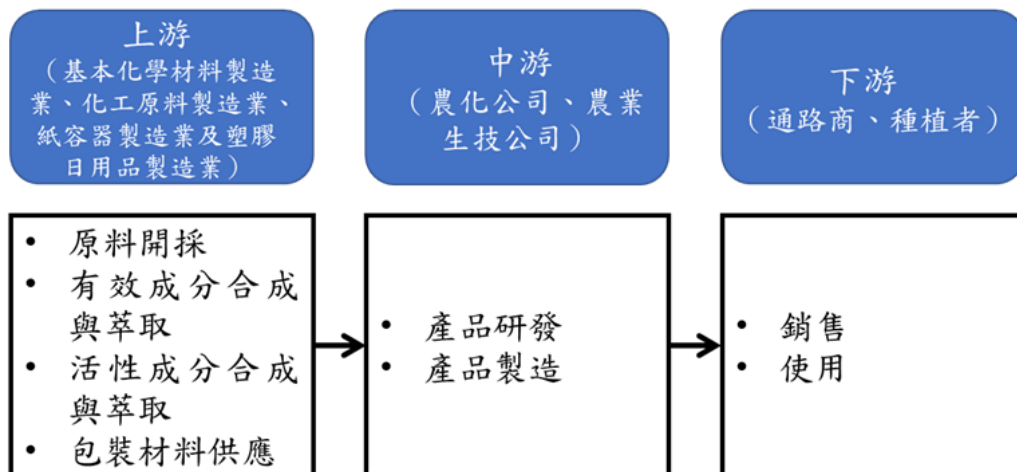 上游
（基本化學材料製造
業、化工原料製造業、
紙容器製造業及塑膠
日用品製造業）
中游
（農化公司、農業
生技公司）
下游
（通路商、種植者）
• 原料開採
• 有效成分合成
與萃取
• 活性成分合成
與萃取
• 包裝材料供應
• 產品研發
• 產品製造
• 銷售
• 使用